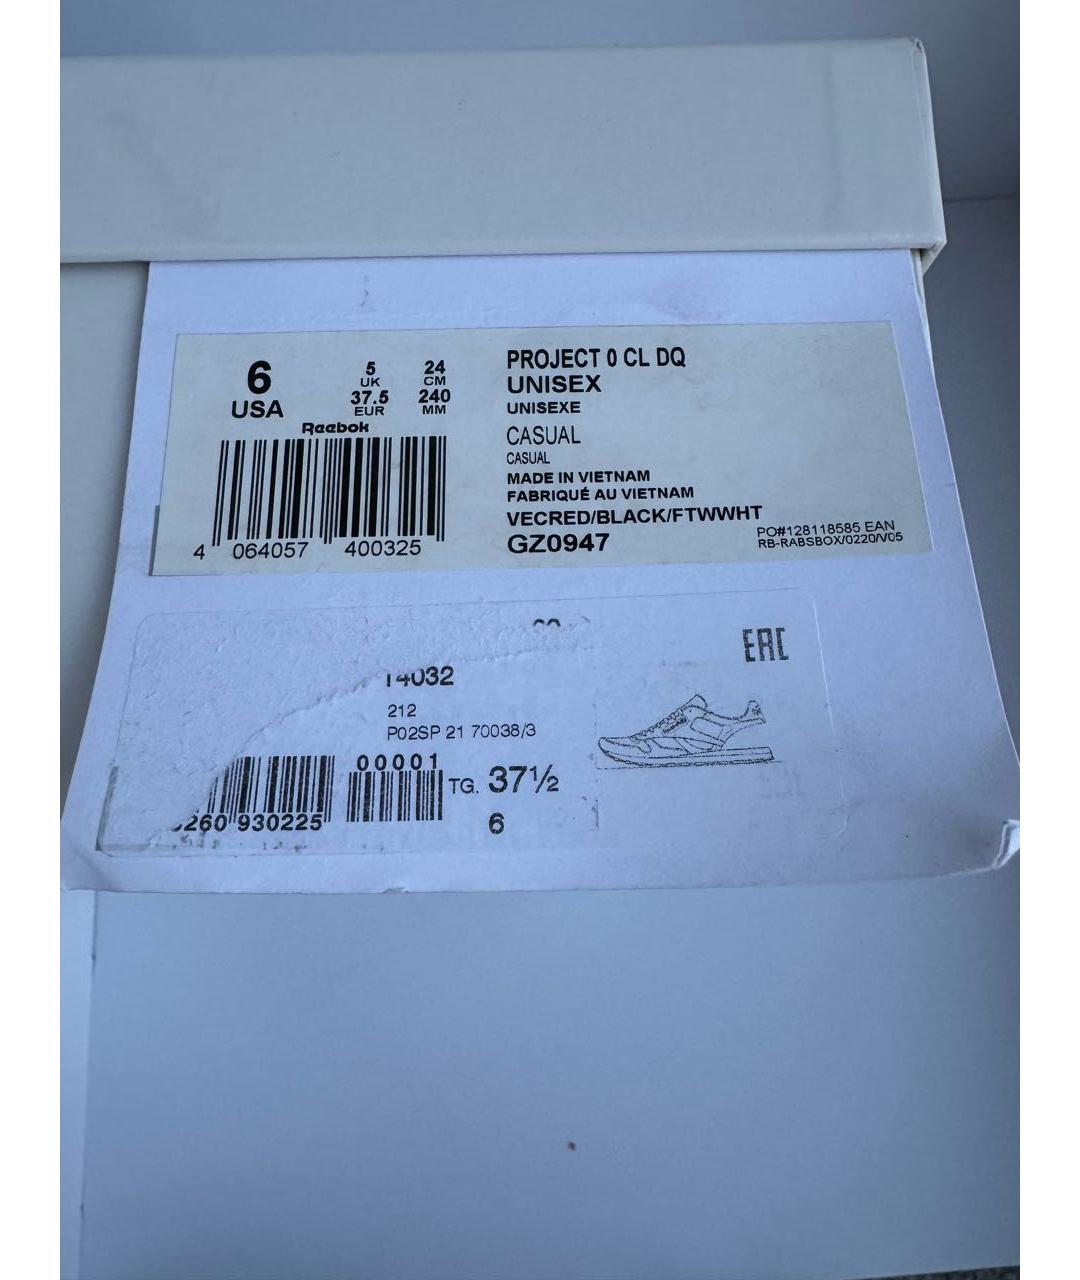 6
USA
5
UK
37.5
EUR
24
CM
240
MM
Reebok
4 064057 400325
PROJECT 0 CL DQ
UNISEX
UNISEXE
CASUAL
CASUAL
MADE IN VIETNAM
FABRIQUÉ AU VIETNAM
VECRED/BLACK/FTWWHT
GZ0947
PO#128118585 EAN
RB-RABSBOX/0220/V05
EAC
14032
212
P02SP 21 70038/3
00001
TG. 37½
260 930225
6